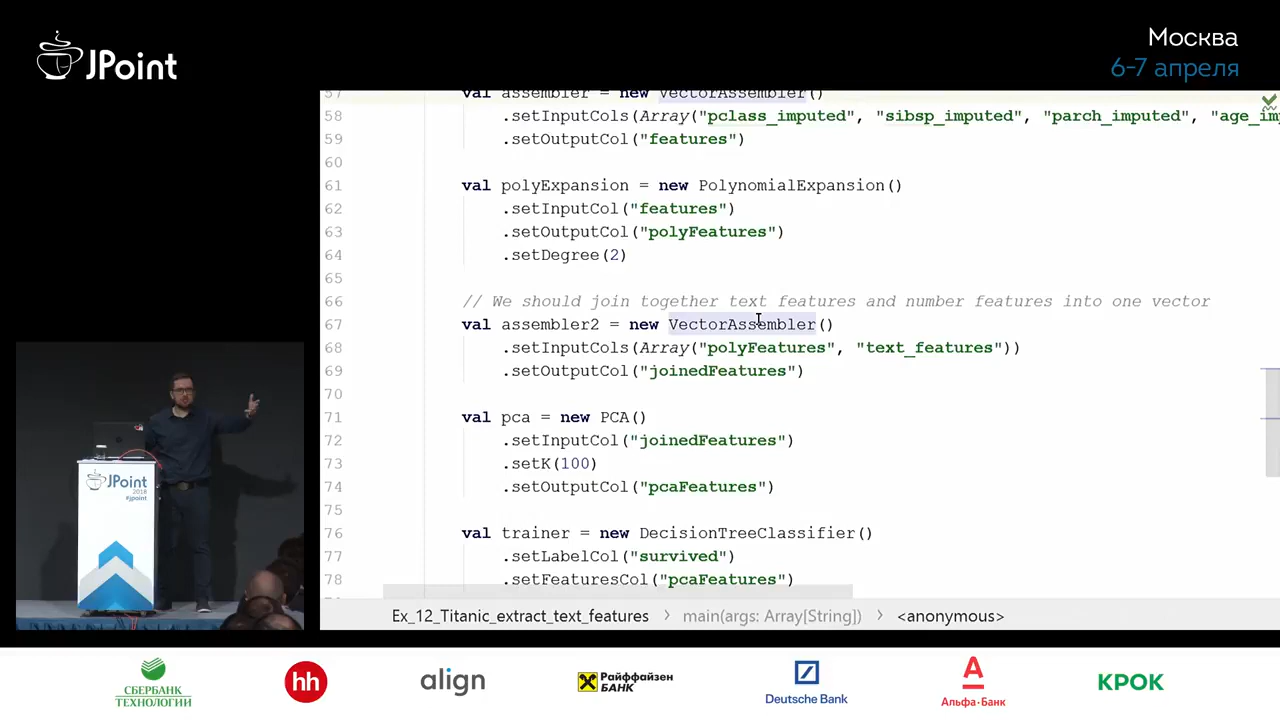 JPoint
Москва
6-7 апреля
57 val assembler = new VectorAssembler()
58 .setInputCols(Array("pclass_imputed", "sibsp_imputed", "parch_imputed", "age_im
59 .setOutputCol("features")
60
61 val polyExpansion = new PolynomialExpansion()
62 .setInputCol("features")
63 .setOutputCol("polyFeatures")
64 .setDegree(2)
65
66 // We should join together text features and number features into one vector
67 val assembler2 = new VectorAssembler()
68 .setInputCols(Array("polyFeatures", "text_features"))
69 .setOutputCol("joinedFeatures")
70
71 val pca = new PCA()
72 .setInputCol("joinedFeatures")
73 .setK(100)
74 .setOutputCol("pcaFeatures")
75
76 val trainer = new DecisionTreeClassifier()
77 .setLabelCol("survived")
78 .setFeaturesCol("pcaFeatures")
Ex_12_Titanic_extract_text_features > main(args: Array[String]) > <anonymous>
JPoint
2018
#jpoint
СБЕРБАНК
ТЕХНОЛОГИИ
hh
align
Райффайзен
БАНК
Deutsche Bank
А
Альфа·Банк
КРОК